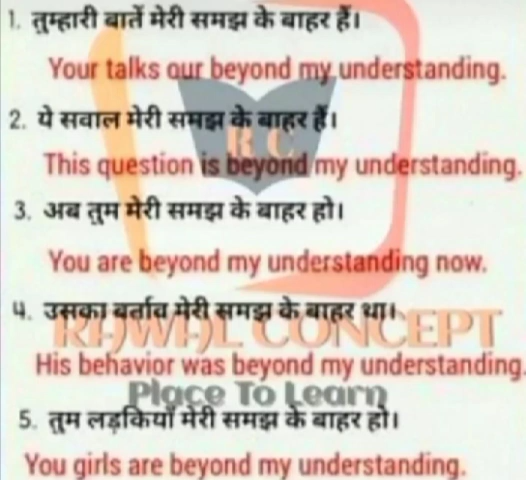 1. तुम्हारी बातें मेरी समझ के बाहर हैं।
Your talks our beyond my understanding.
2. ये सवाल मेरी समझ के बाहर हैं।
R C
This question is beyond my understanding.
3. अब तुम मेरी समझ के बाहर हो।
You are beyond my understanding now.
4. उसका बर्ताव मेरी समझ के बाहर था।
RAWAL CONCEPT
His behavior was beyond my understanding.
Place To Learn
5. तुम लड़कियाँ मेरी समझ के बाहर हो।
You girls are beyond my understanding.